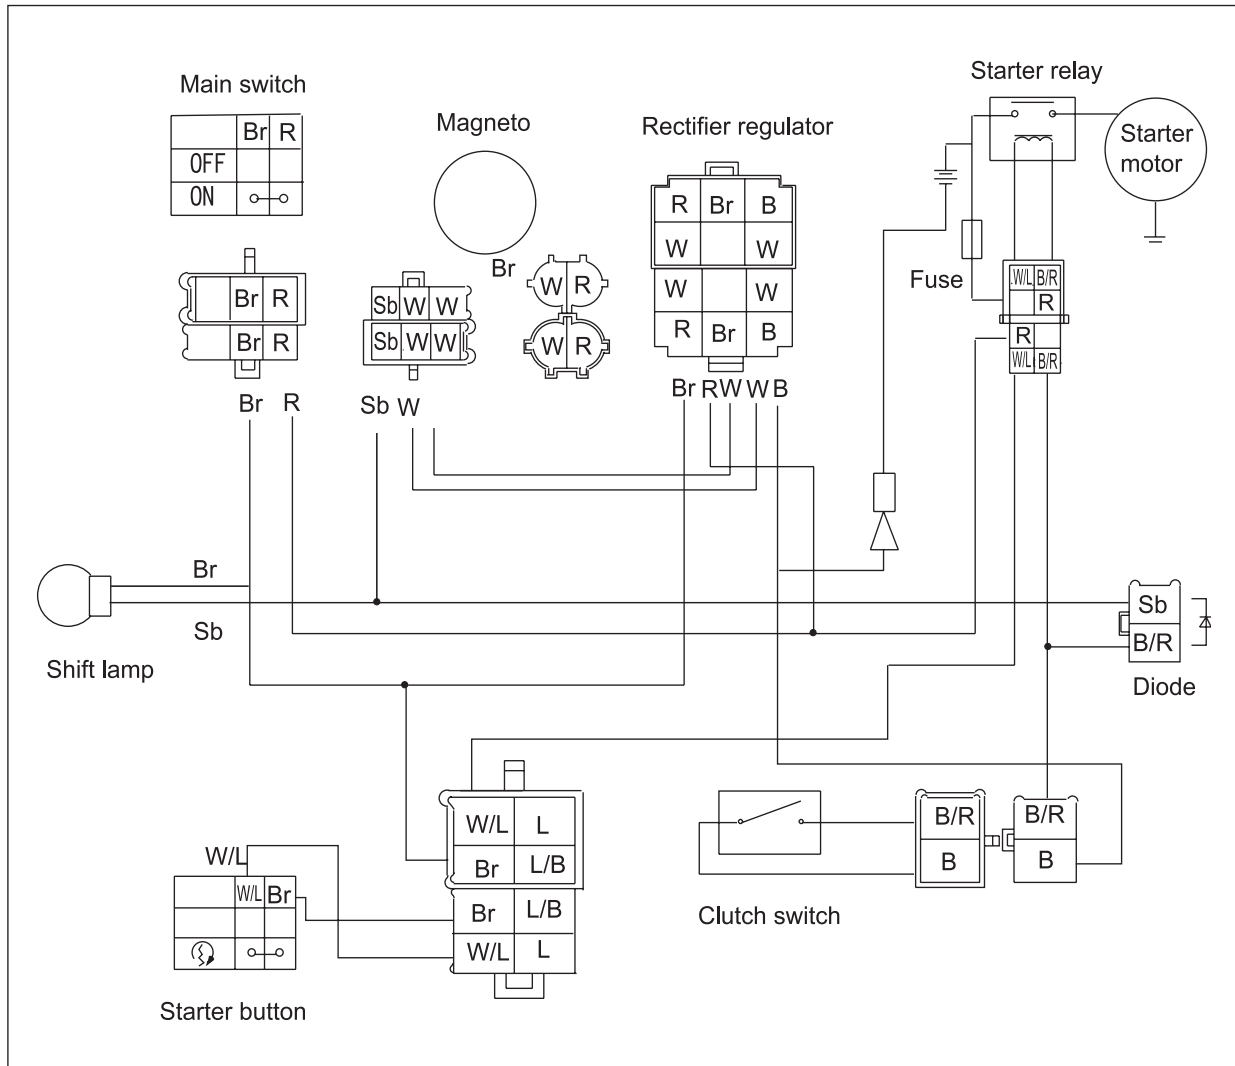 Starter relay
Main switch
Magneto
Rectifier regulator
Br R
OFF
ON
Starter
motor
R Br B
W W
W W
R Br B
Br
W R
W R
Br R
Br R
Sb W W
Sb W W
Fuse
W/L B/R
R
R
W/L B/R
Br R
Sb W
Br R W W B
Br
Sb
Shift lamp
Sb
B/R
Diode
W/L L
Br L/B
Br L/B
W/L L
B/R
B
B/R
B
Clutch switch
W/L
W/L Br
Starter button